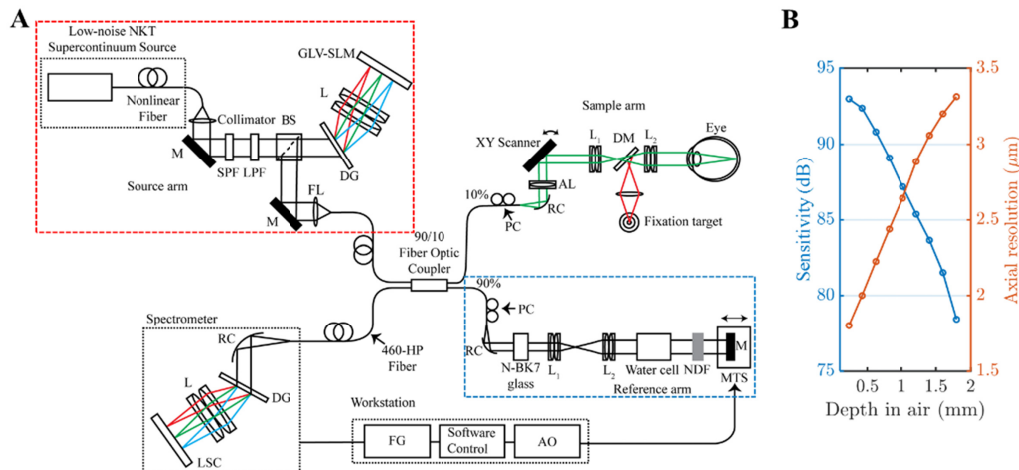 A
Low-noise NKT
Supercontinuum Source
Nonlinear
Fiber
GLV-SLM
L
Collimator BS
M
SPF LPF
DG
Source arm
FL
M
90/10
Fiber Optic
Coupler
Sample arm
XY Scanner
L1
DM
L2
Eye
AL
10%
RC
PC
Fixation target
90%
PC
RC
N-BK7
glass
L1
L2
Water cell NDF
M
MTS
Reference arm
Spectrometer
RC
460-HP
Fiber
L
DG
LSC
Workstation
FG
Software
Control
AO
B
Sensitivity (dB)
95
90
85
80
75
Axial resolution (μm)
3.5
3
2.5
2
1.5
0.5
1
1.5
2
Depth in air (mm)